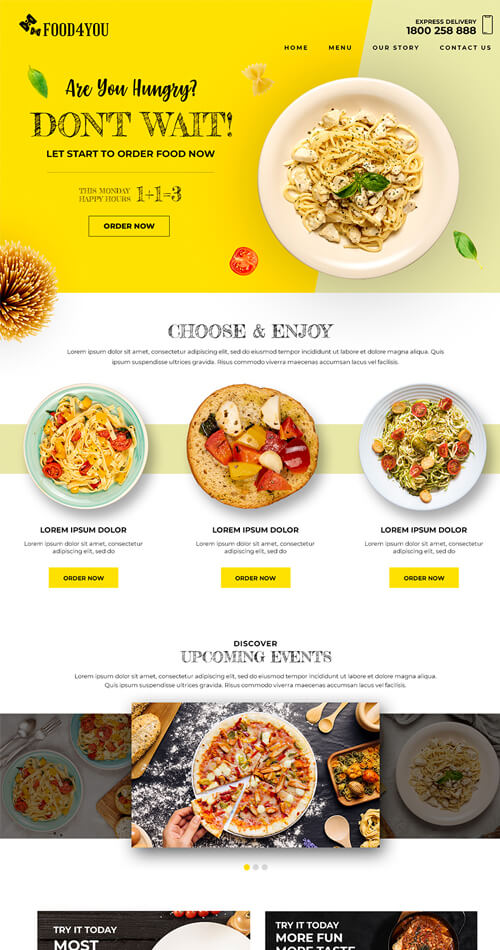 FOOD4YOU
EXPRESS DELIVERY
1800 258 888
HOME MENU OUR STORY CONTACT US
Are You Hungry?
DONT WAIT!
LET START TO ORDER FOOD NOW
THIS MONDAY
HAPPY HOURS
1+1=3
ORDER NOW
CHOOSE & ENJOY
Lorem ipsum dolor sit amet, consectetur adipiscing elit, sed do eiusmod tempor incididunt ut labore et dolore magna aliqua. Quis
ipsum suspendisse ultrices gravida. Risus commodo viverra maecenas accumsan lacus vel facilisis.
LOREM IPSUM DOLOR
Lorem ipsum dolor sit amet, consectetur
adipiscing elit, sed do
ORDER NOW
LOREM IPSUM DOLOR
Lorem ipsum dolor sit amet, consectetur
adipiscing elit, sed do
ORDER NOW
LOREM IPSUM DOLOR
Lorem ipsum dolor sit amet, consectetur
adipiscing elit, sed do
ORDER NOW
DISCOVER
UPCOMING EVENTS
Lorem ipsum dolor sit amet, consectetur adipiscing elit, sed do eiusmod tempor incididunt ut labore et dolore magna aliqua.
Quis ipsum suspendisse ultrices gravida. Risus commodo viverra maecenas accumsan lacus vel facilisis.
TRY IT TODAY
MOST
TRY IT TODAY
MORE FUN
MORE TASTE